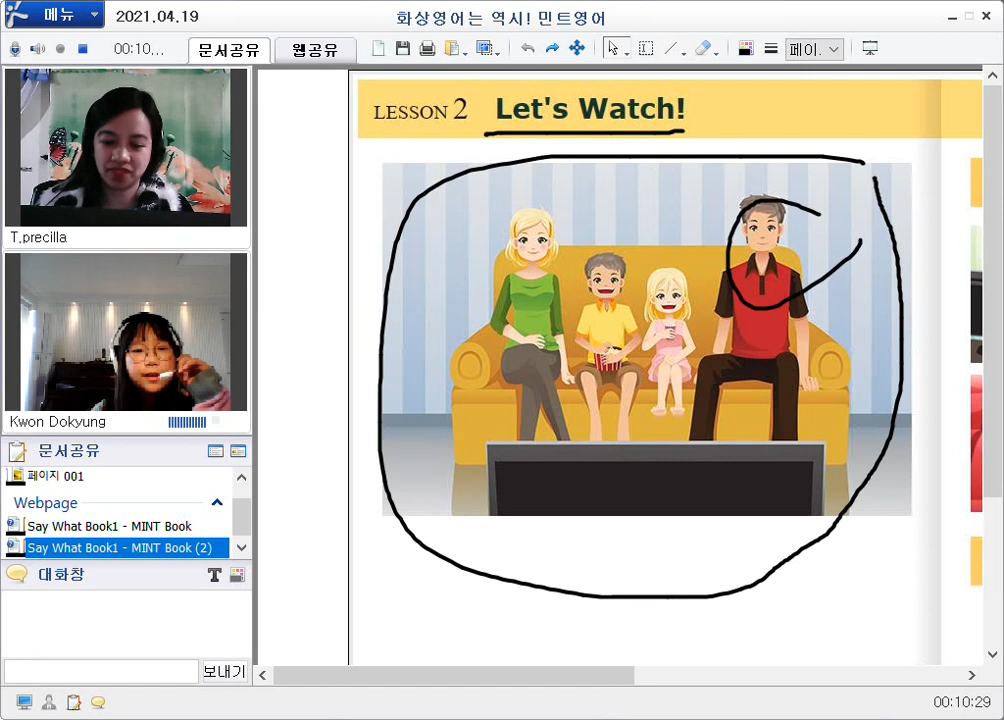 메뉴
2021.04.19
화상영어는 역시! 민트영어
00:10...
문서공유
웹공유
페이.
T.precilla
LESSON 2
Let's Watch!
Kwon Dokyung
문서공유
페이지 001
Webpage
Say What Book1 - MINT Book
Say What Book1 - MINT Book (2)
대화창
보내기
00:10:29